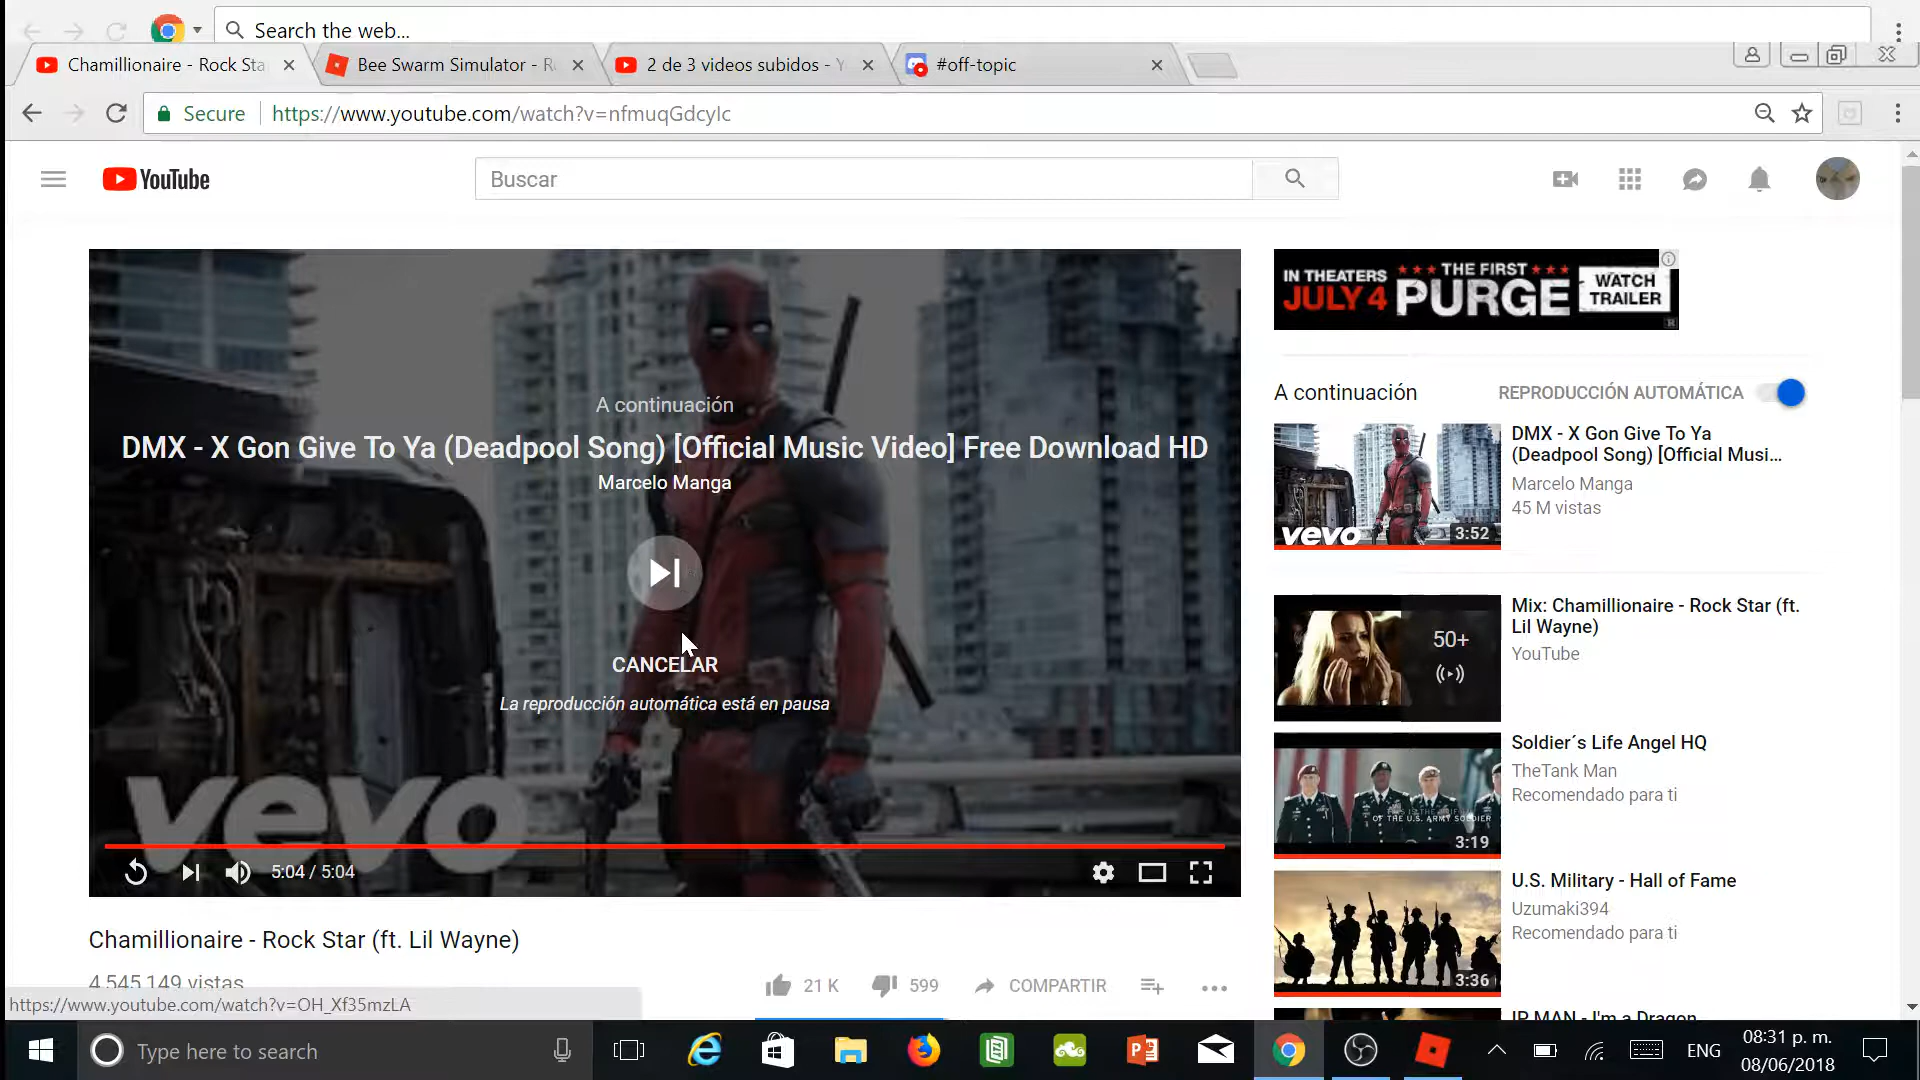 Search the web...
Chamillionaire - Rock Sta
Bee Swarm Simulator - R
2 de 3 videos subidos - Y
#off-topic
Secure
https://www.youtube.com/watch?v=nfmuqGdcyIc
YouTube
Buscar
A continuación
DMX - X Gon Give To Ya (Deadpool Song) [Official Music Video] Free Download HD
Marcelo Manga
CANCELAR
La reproducción automática está en pausa
vevo
5:04 / 5:04
Chamillionaire - Rock Star (ft. Lil Wayne)
4,545,149 vistas
21 K
599
COMPARTIR
https://www.youtube.com/watch?v=OH_Xf35mzLA
IN THEATERS
JULY 4
THE FIRST
PURGE
WATCH
TRAILER
A continuación
REPRODUCCIÓN AUTOMÁTICA
vevo
3:52
DMX - X Gon Give To Ya
(Deadpool Song) [Official Musi...
Marcelo Manga
45 M vistas
50+
Mix: Chamillionaire - Rock Star (ft.
Lil Wayne)
YouTube
OF THE U.S. ARMY SOLDIER
3:19
Soldier´s Life Angel HQ
TheTank Man
Recomendado para ti
3:36
U.S. Military - Hall of Fame
Uzumaki394
Recomendado para ti
IP MAN - I'm a Dragon
Type here to search
ENG
08:31 p. m.
08/06/2018